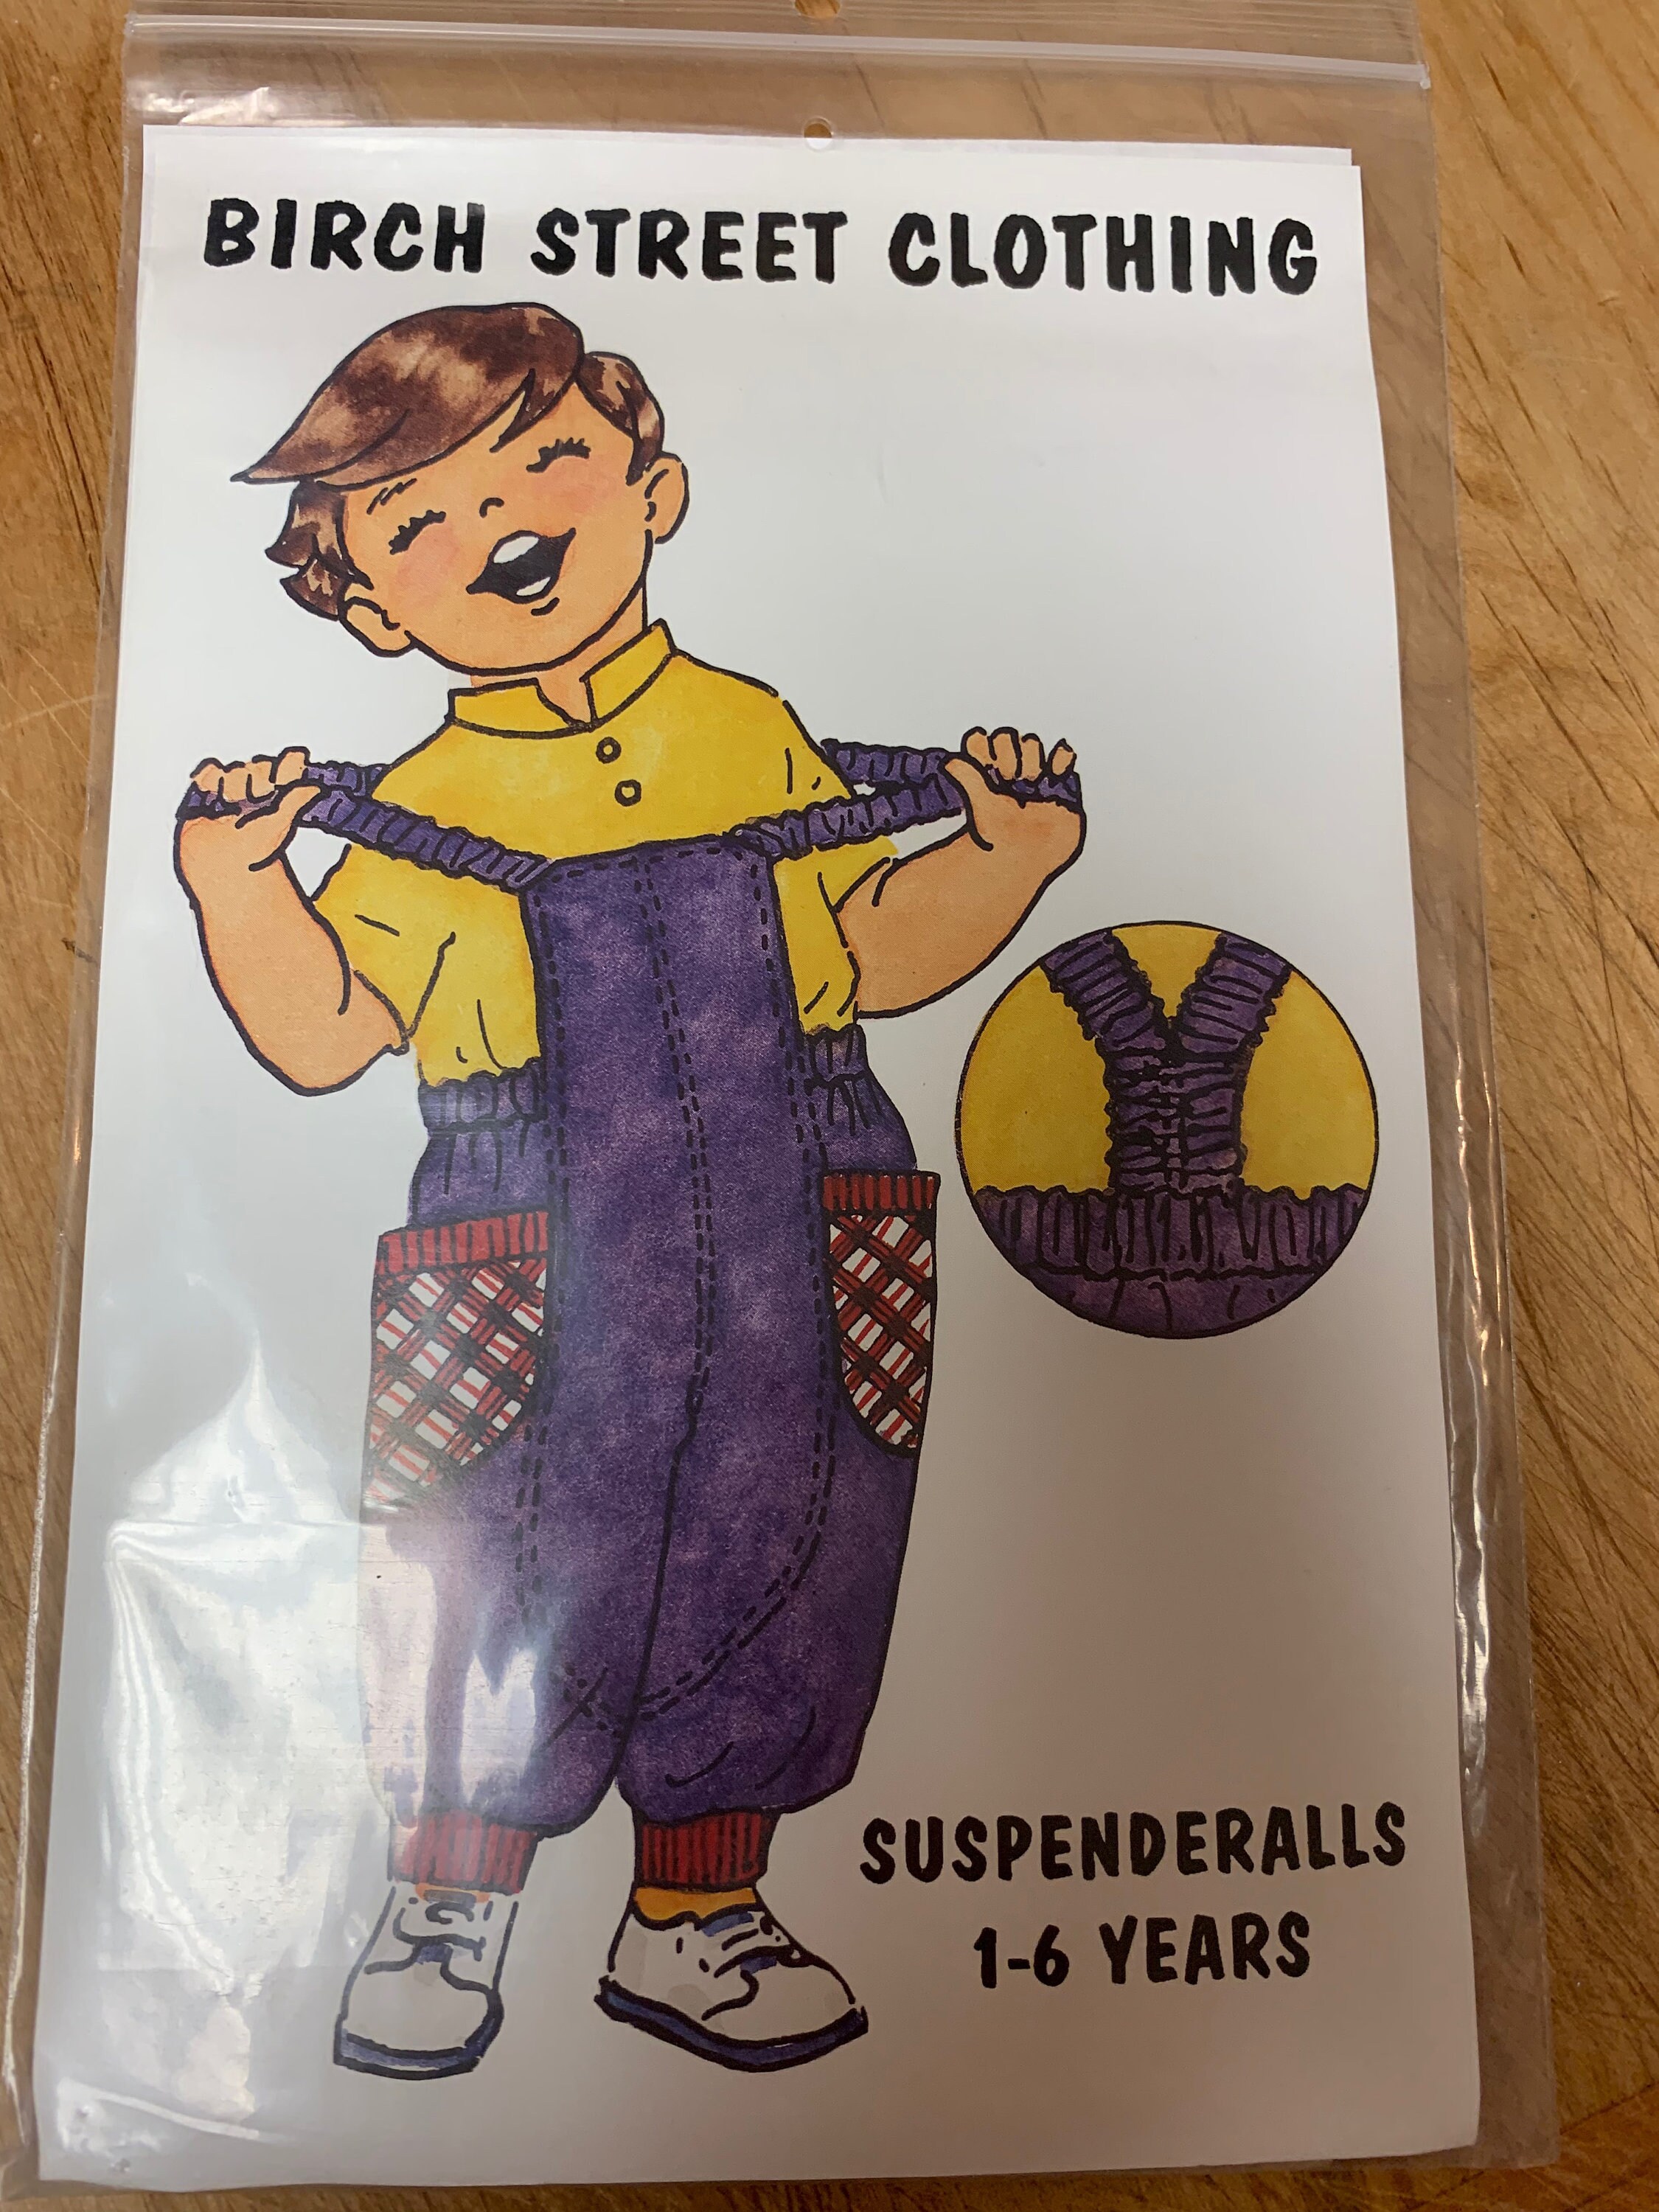 BIRCH STREET CLOTHING
SUSPENDERALLS
1-6 YEARS